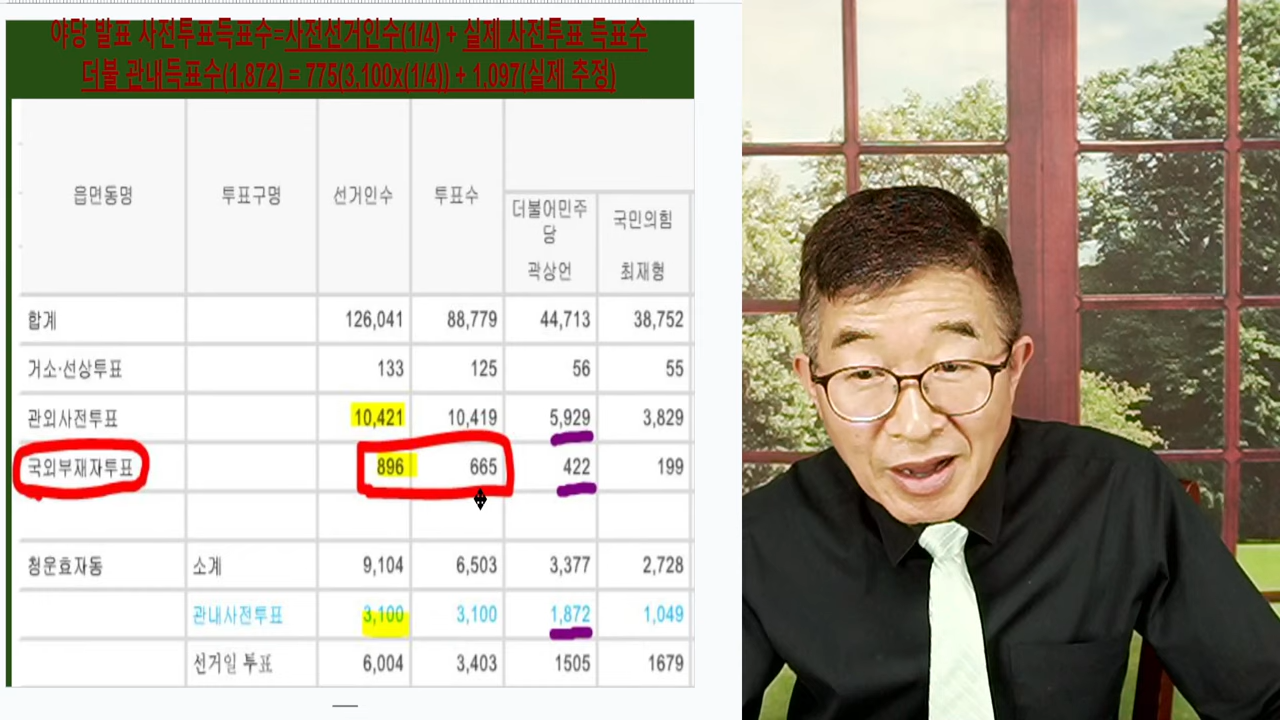 야당 발표 사전투표득표수=사전선거인수(1/4) + 실제 사전투표 득표수
더불 관내득표수(1,872) = 775(3.100x(1/4)) + 1.097(실제 추정)
읍면동명 투표구명 선거인수 투표수
더불어민주당 국민의힘
곽상언 최재형
합계 126,041 88,779 44,713 38,752
거소·선상투표 133 125 56 55
관외사전투표 10,421 10,419 5,929 3,829
국외부재자투표 896 665 422 199
청운효자동 소계 9,104 6,503 3,377 2,728
관내사전투표 3,100 3,100 1,872 1,049
선거일 투표 6,004 3,403 1505 1679